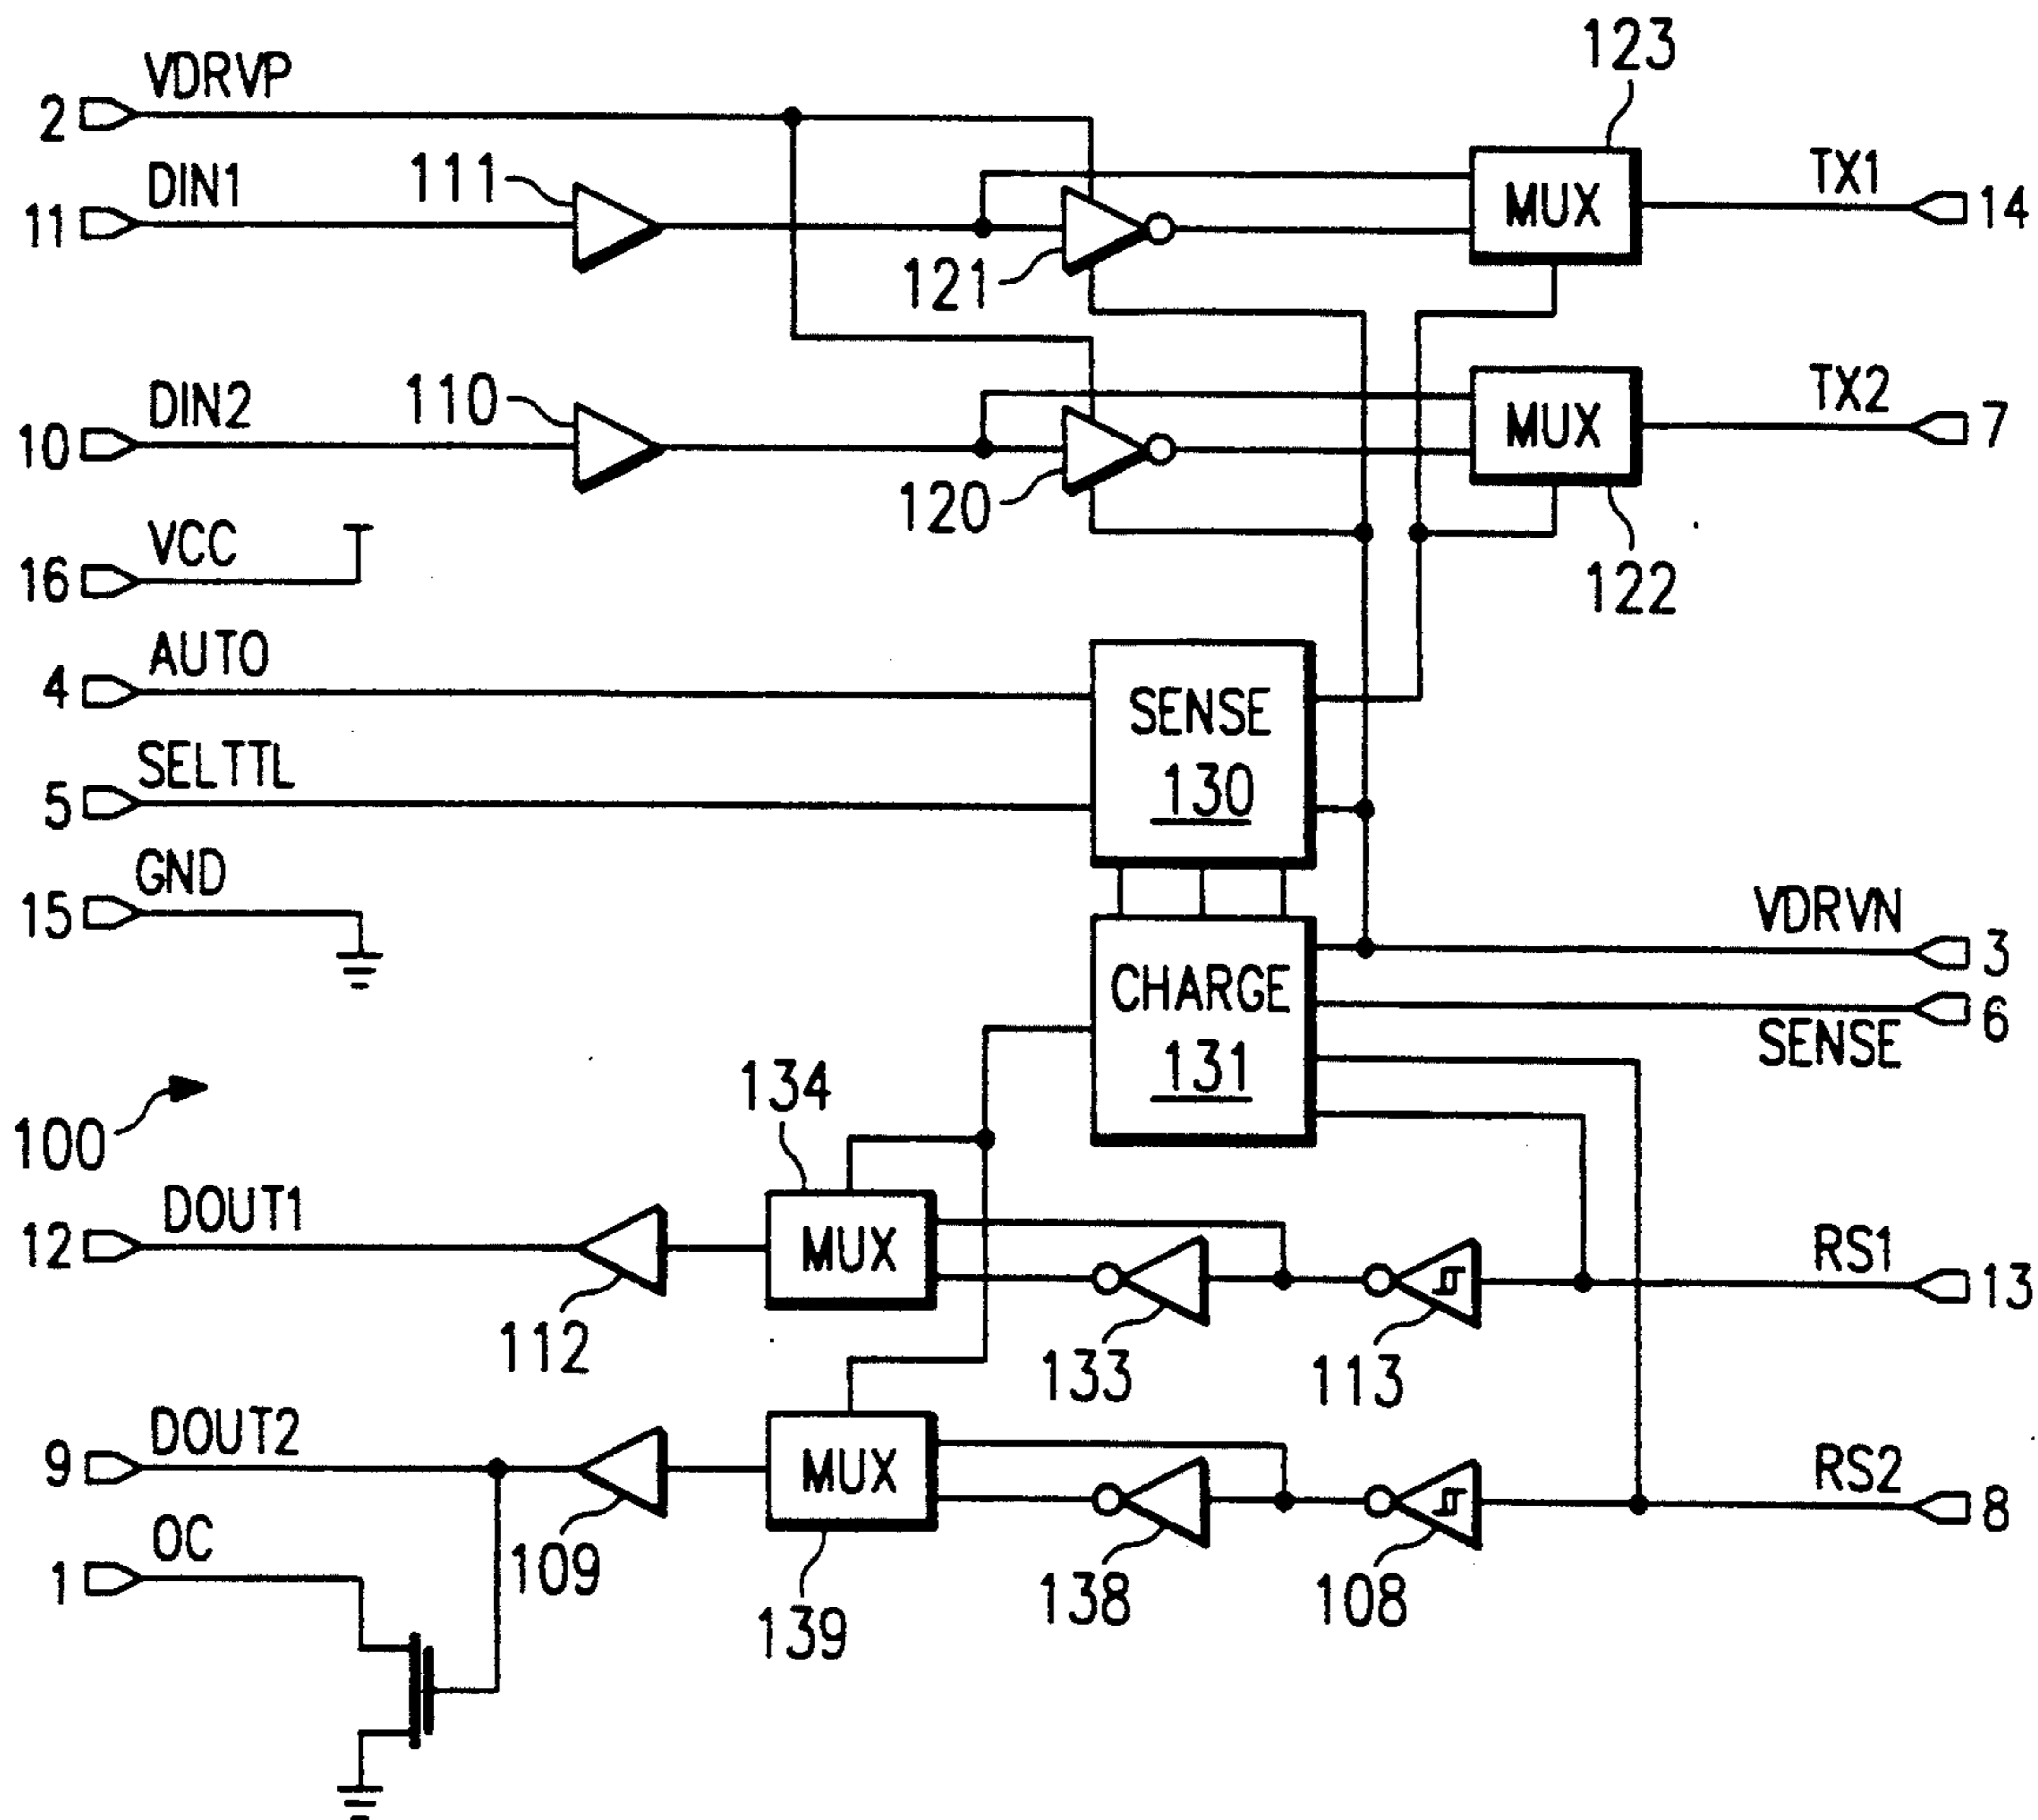 123
VDRVP
2
DIN1
111
MUX
TX1
11
14
121
DIN2
110
MUX
TX2
10
7
120
VCC
16
122
AUTO
4
SENSE
130
SELTTL
5
GND
15
VDRVN
3
CHARGE
131
6
SENSE
134
100
DOUT1
12
MUX
RS1
13
112
133
113
DOUT2
9
MUX
RS2
8
OC
1
109
139
138
108